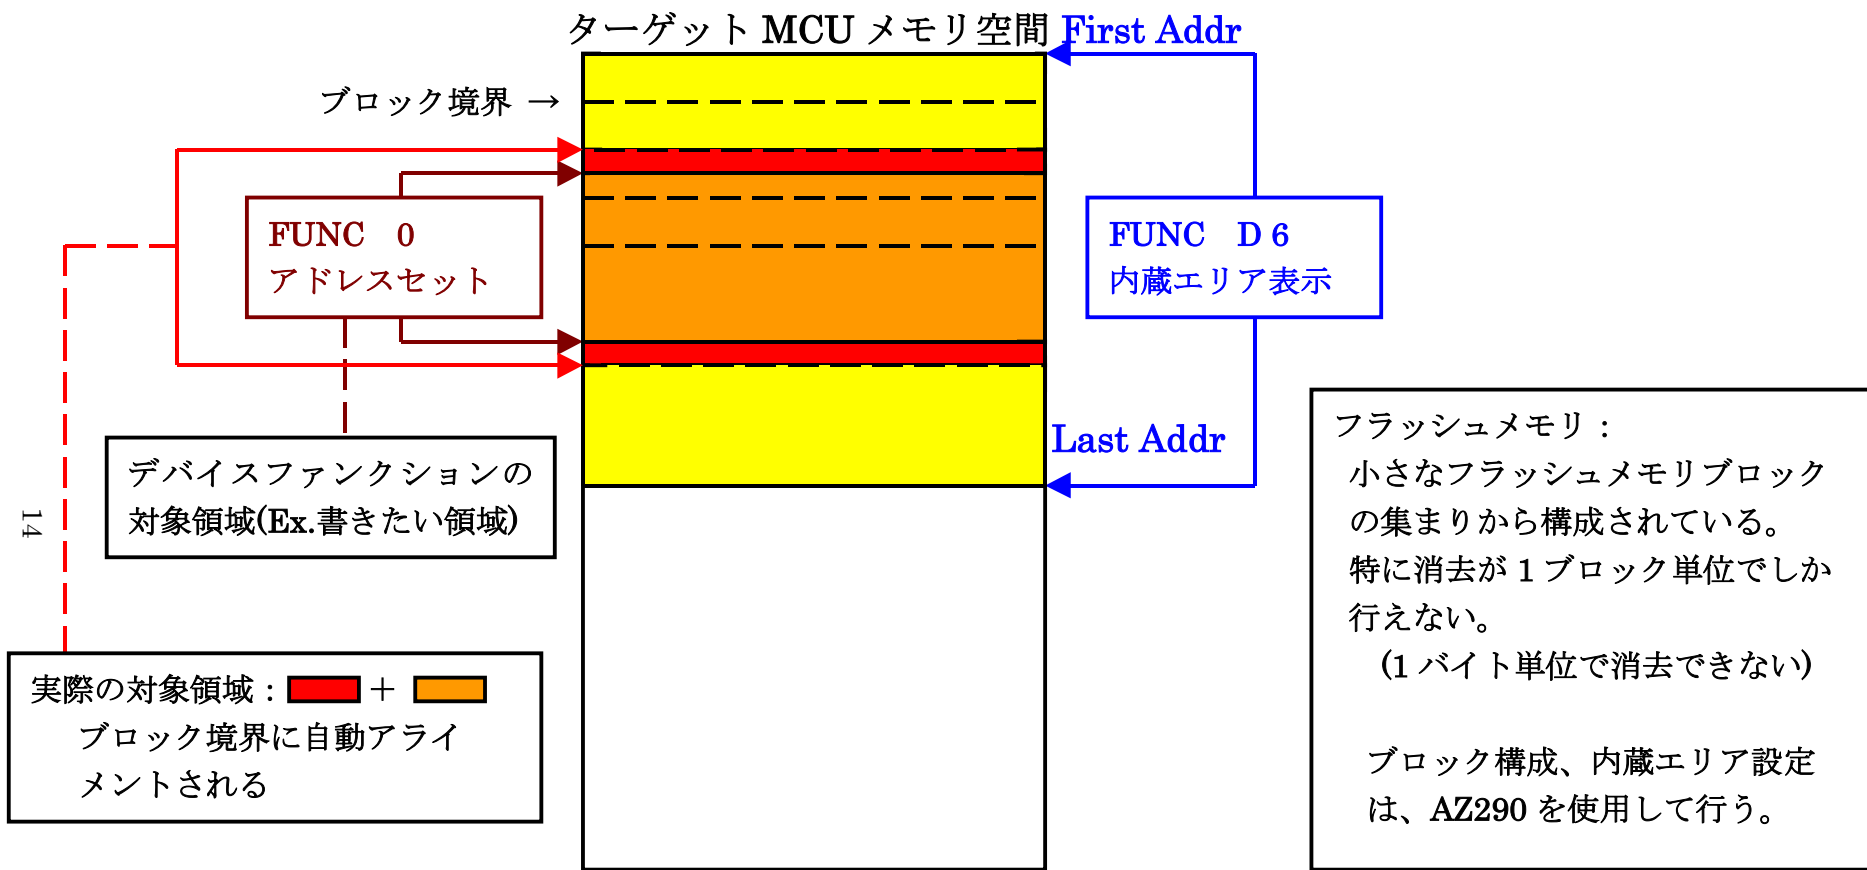 ターゲット MCU メモリ空間 First Addr
ブロック境界 →
FUNC 0
アドレスセット
FUNC D 6
内蔵エリア表示
Last Addr
デバイスファンクションの
対象領域(Ex.書きたい領域)
14
実際の対象領域：＋
ブロック境界に自動アライ
メントされる
フラッシュメモリ：
小さなフラッシュメモリブロック
の集まりから構成されている。
特に消去が 1 ブロック単位でしか
行えない。
(1 バイト単位で消去できない)
ブロック構成、内蔵エリア設定
は、AZ290 を使用して行う。